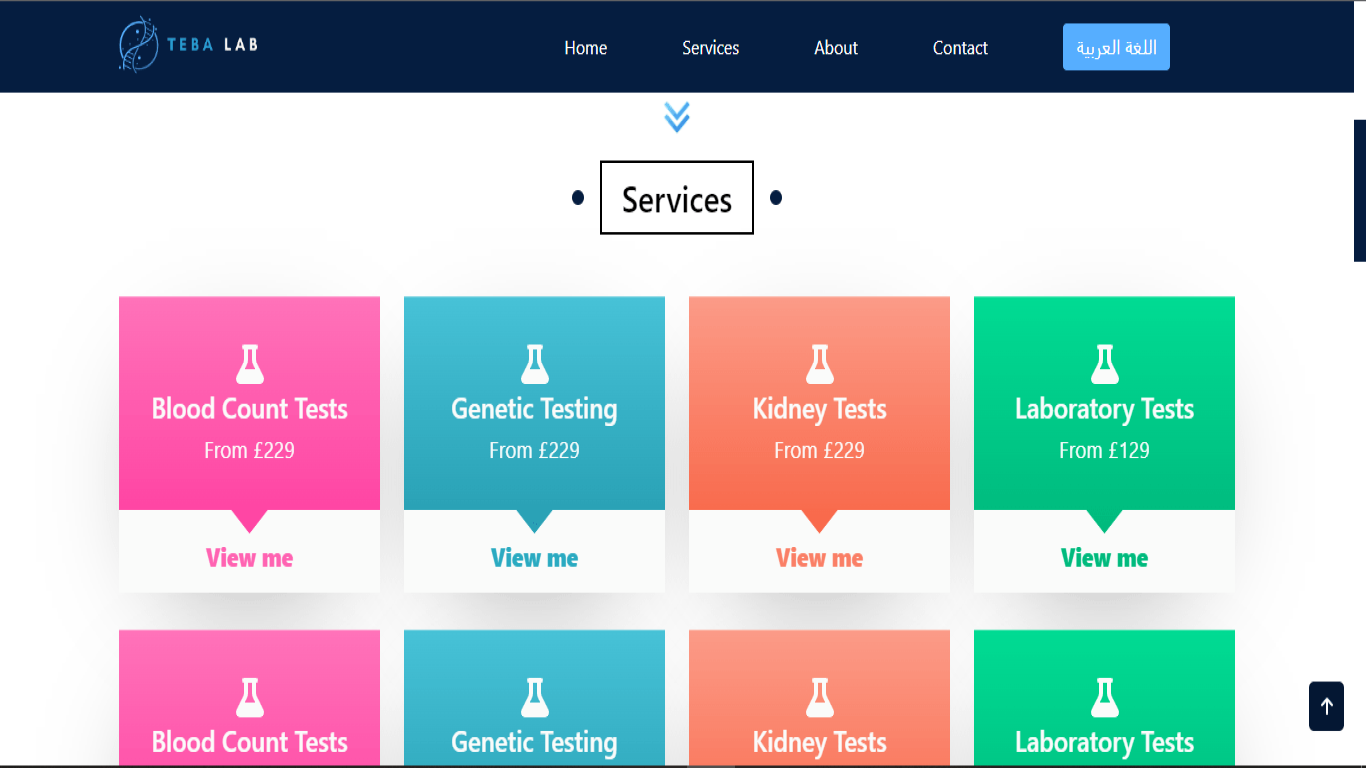 TEBA LAB
Home Services About Contact اللغة العربية
Services
Blood Count Tests
From £229
View me
Genetic Testing
From £229
View me
Kidney Tests
From £229
View me
Laboratory Tests
From £129
View me
Blood Count Tests
Genetic Testing
Kidney Tests
Laboratory Tests